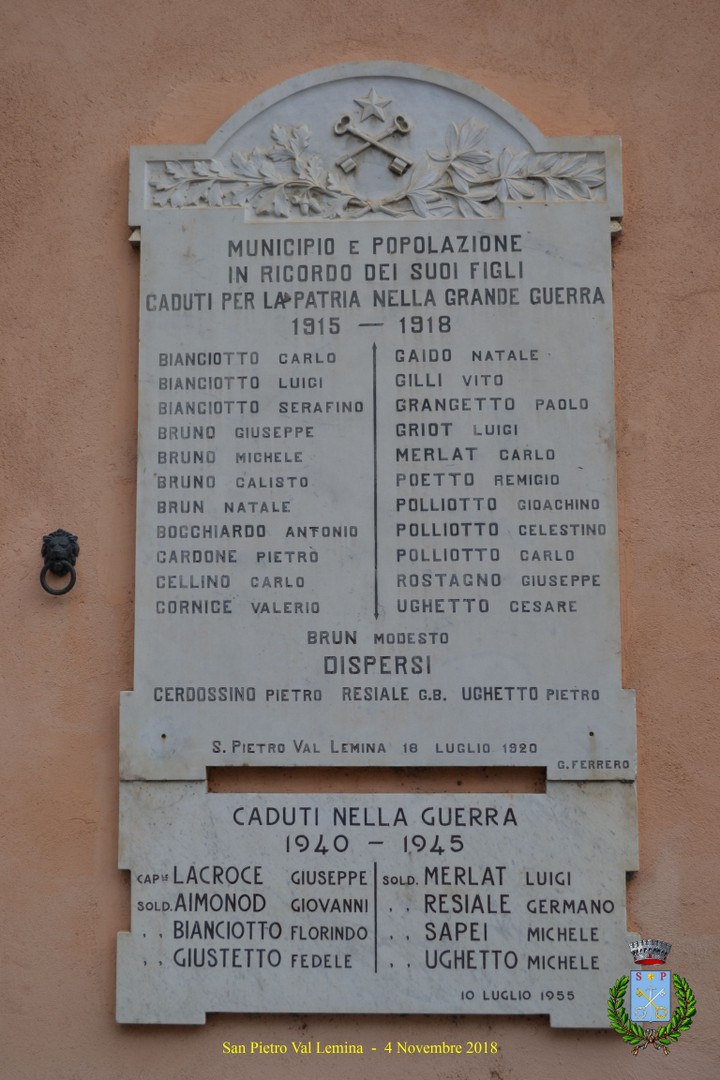 MUNICIPIO E POPOLAZIONE
IN RICORDO DEI SUOI FIGLI
CADUTI PER LA PATRIA NELLA GRANDE GUERRA
1915 — 1918
BIANCIOTTO CARLO
BIANCIOTTO LUIGI
BIANCIOTTO SERAFINO
BRUNO GIUSEPPE
BRUNO MICHELE
BRUNO CALISTO
BRUN NATALE
BOCCHIARDO ANTONIO
CARDONE PIETRO
CELLINO CARLO
CORNICE VALERIO
GAIDO NATALE
GILLI VITO
GRANGETTO PAOLO
GRIOT LUIGI
MERLAT CARLO
POETTO REMIGIO
POLLIOTTO GIOACHINO
POLLIOTTO CELESTINO
POLLIOTTO CARLO
ROSTAGNO GIUSEPPE
UGHETTO CESARE
BRUN MODESTO
DISPERSI
CERDOSSINO PIETRO RESIALE G.B. UGHETTO PIETRO
S. PIETRO VAL LEMINA 18 LUGLIO 1920
G. FERRERO
CADUTI NELLA GUERRA
1940 – 1945
CAP.LE LACROCE GIUSEPPE
SOLD. AIMONOD GIOVANNI
, , BIANCIOTTO FLORINDO
, , GIUSTETTO FEDELE
SOLD. MERLAT LUIGI
, , RESIALE GERMANO
, , SAPEI MICHELE
, , UGHETTO MICHELE
10 LUGLIO 1955
S P
San Pietro Val Lemina - 4 Novembre 2018